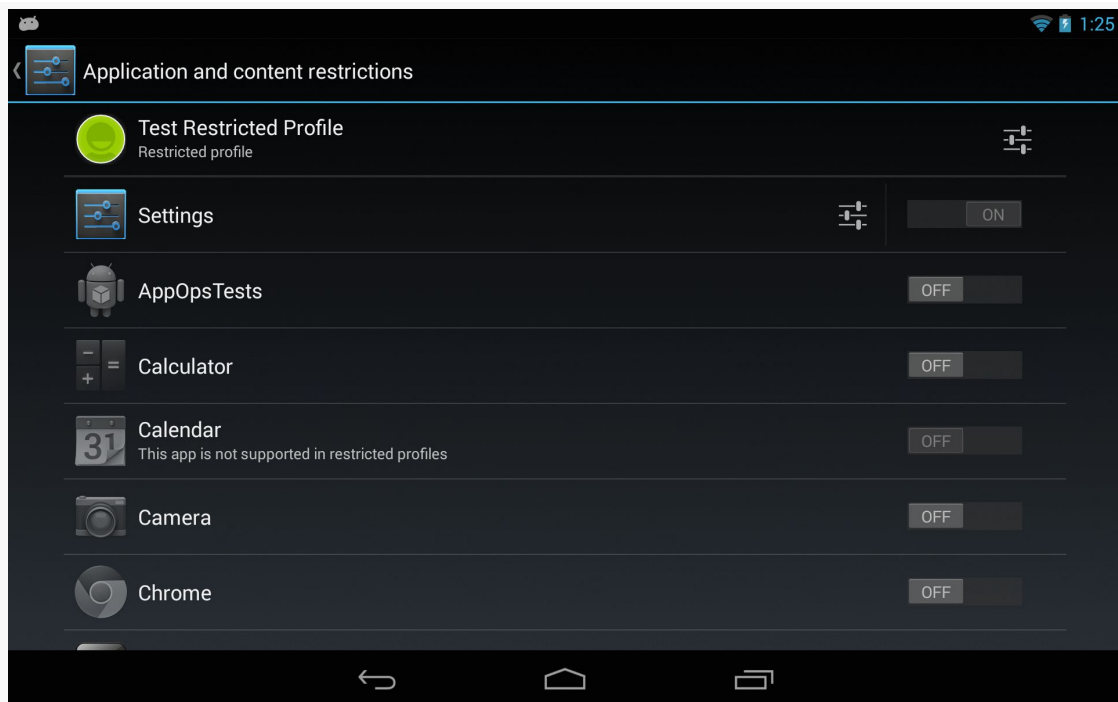 1:25
Application and content restrictions
Test Restricted Profile
Restricted profile
Settings
ON
AppOpsTests
OFF
Calculator
OFF
31
Calendar
This app is not supported in restricted profiles
OFF
Camera
OFF
Chrome
OFF